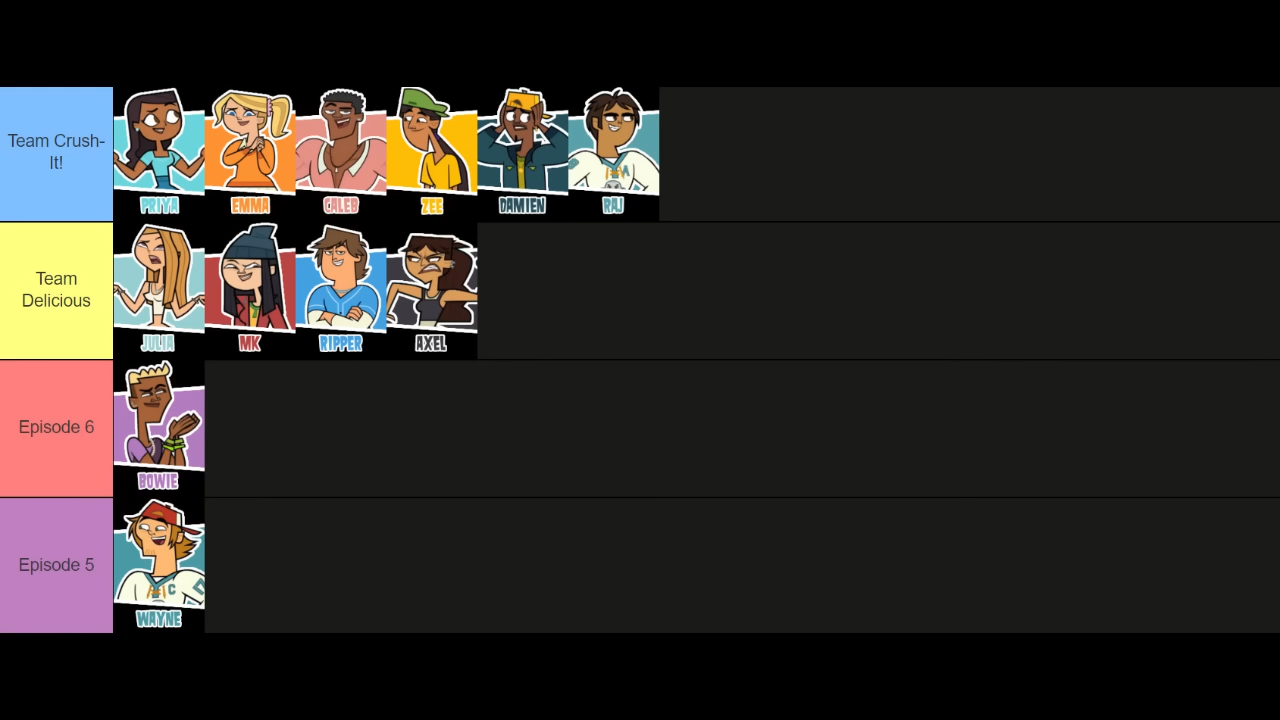 Team Crush-
It!
PRIYA
EMMA
CALEB
ZEE
DAMIEN
RAJ
Team
Delicious
JULIA
MK
RIPPER
AXEL
Episode 6
BOWIE
Episode 5
C
WAYNE